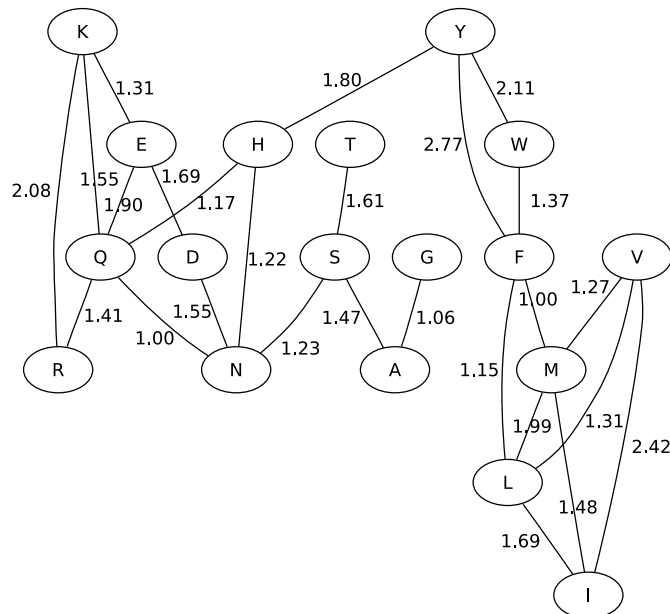 K Y
1.31 1.80 2.11
E H T W
2.08 1.55 1.69 2.77
1.90 1.17 1.61 1.37
Q D S G F V
1.22 1.00 1.27
1.41 1.00 1.55 1.23 1.47 1.06
R N A M
1.15 1.99 1.31 2.42
L
1.69 1.48
I